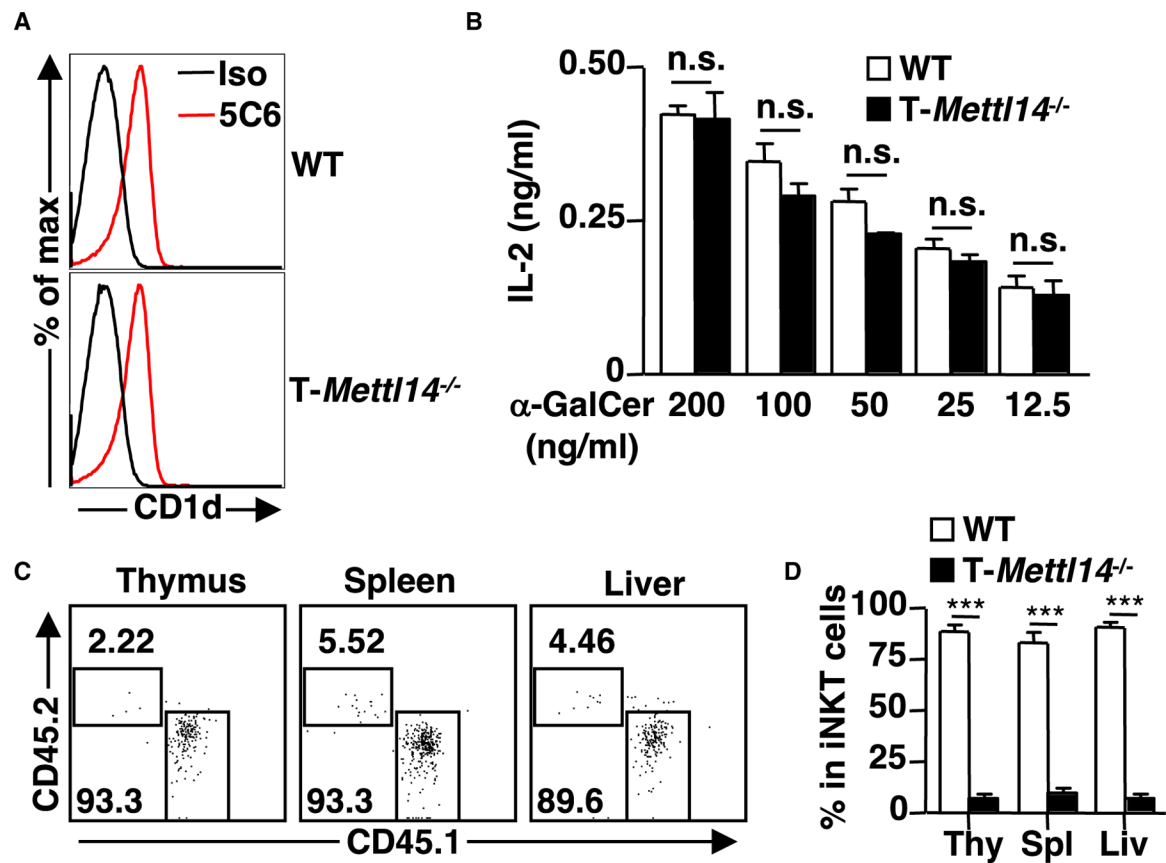 A
Iso
5C6
WT
T-Mettl14-/-
% of max
CD1d
B
WT
T-Mettl14-/-
n.s.
n.s.
n.s.
n.s.
n.s.
IL-2 (ng/ml)
0.50
0.25
0
α-GalCer 200 100 50 25 12.5
(ng/ml)
C
Thymus Spleen Liver
2.22 5.52 4.46
93.3 93.3 89.6
CD45.2
CD45.1
D
WT
T-Mettl14-/-
*** *** ***
% in iNKT cells
100
75
50
25
0
Thy Spl Liv